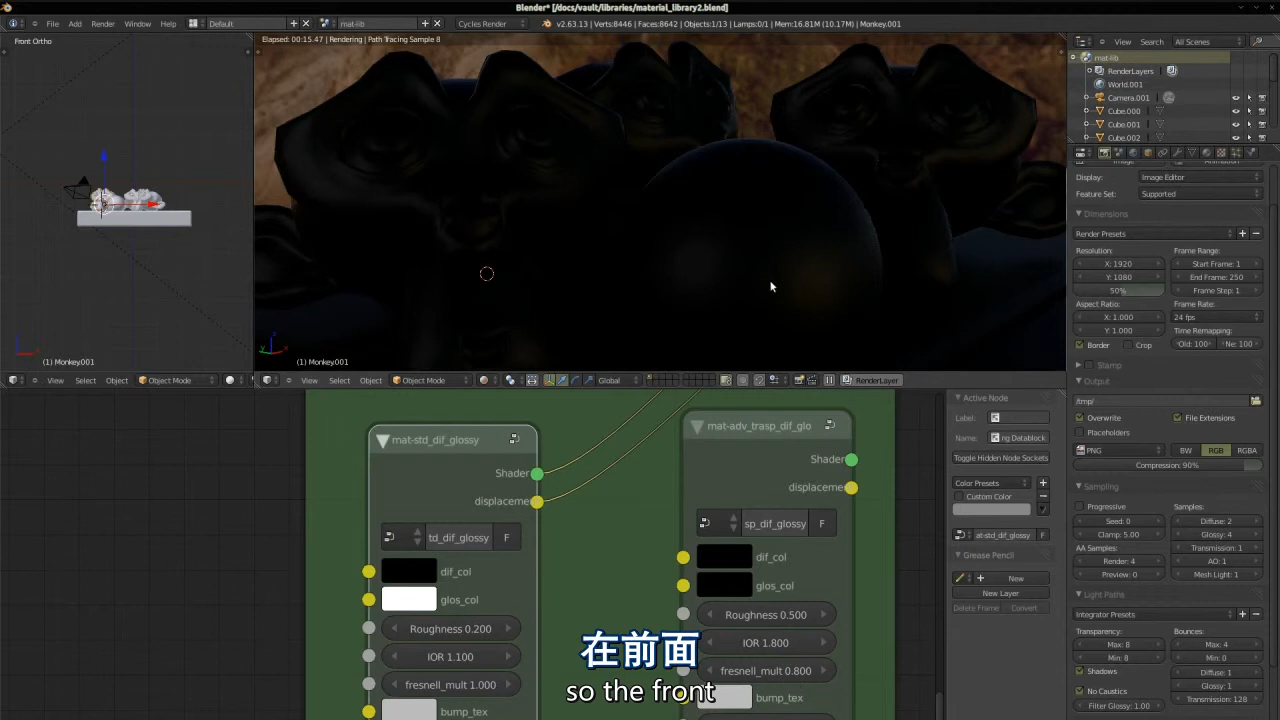 Blender* [/docs/vault/libraries/material_library2.blend]
File Add Render Window Help Default mat-lib Cycles Render v2.63.13 | Verts:8446 | Faces:8642 | Objects:1/13 | Lamps:0/1 | Mem:16.81M (10.17M) | Monkey.001
Front Ortho
Elapsed: 00:15.47 | Rendering | Path Tracing Sample 8
View Search All Scenes
mat-lib
RenderLayers
World.001
Camera.001
Cube.000
Cube.001
Cube.002
Display: Image Editor
Feature Set: Supported
Dimensions
Render Presets
Resolution: Frame Range:
X: 1920 Start Frame: 1
Y: 1080 End Frame: 250
50% Frame Step: 1
Aspect Ratio: Frame Rate:
X: 1.000 24 fps
Y: 1.000 Time Remapping:
Border Crop Old: 100 Ne: 100
Stamp
Output
/tmp/
Overwrite File Extensions
Placeholders
PNG BW RGB RGBA
Compression: 90%
Sampling
Progressive Samples:
Seed: 0 Diffuse: 2
Clamp: 5.00 Glossy: 4
AA Samples: Transmission: 1
Render: 4 AO: 1
Preview: 0 Mesh Light: 1
Light Paths
Integrator Presets
Transparency: Bounces:
Max: 8 Max: 4
Min: 8 Min: 0
Shadows Diffuse: 1
Glossy: 1
No Caustics Transmission: 128
Filter Glossy: 1.00
(1) Monkey.001
(1) Monkey.001
View Select Object Object Mode
View Select Object Object Mode Global RenderLayer
mat-std_dif_glossy
Shader
displaceme
td_dif_glossy F
dif_col
glos_col
Roughness 0.200
IOR 1.100
fresnell_mult 1.000
bump_tex
mat-adv_trasp_dif_glo
Shader
displaceme
sp_dif_glossy F
dif_col
glos_col
Roughness 0.500
IOR 1.800
fresnell_mult 0.800
bump_tex
Active Node
Label:
Name: ng Datablock
Toggle Hidden Node Sockets
Color Presets
Custom Color
at-std_dif_glossy F
Grease Pencil
New
New Layer
Delete Frame Convert
在前面
so the front